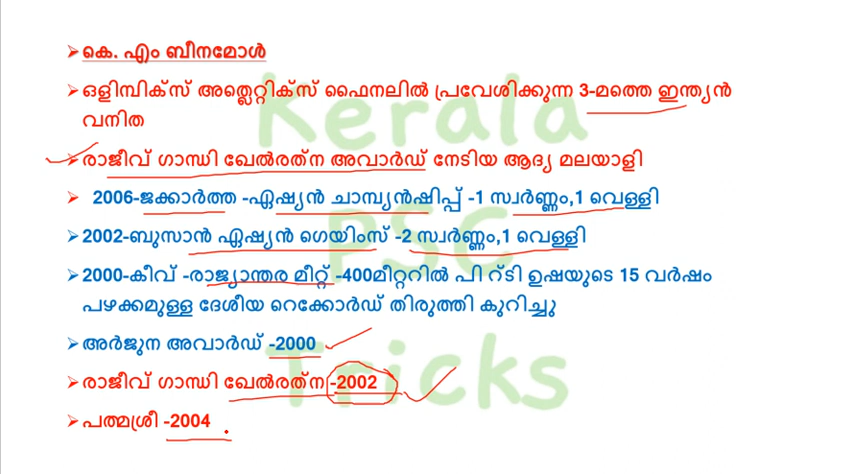 കെ. എം ബീനമോൾ
ഒളിമ്പിക്സ് അത്ലെറ്റിക്സ് ഫൈനലിൽ പ്രവേശിക്കുന്ന 3-മത്തെ ഇന്ത്യൻ
വനിത
രാജീവ് ഗാന്ധി ഖേൽരത്ന അവാർഡ് നേടിയ ആദ്യ മലയാളി
2006-ജക്കാർത്ത -ഏഷ്യൻ ചാമ്പ്യൻഷിപ്പ് -1 സ്വർണ്ണം,1 വെള്ളി
2002-ബുസാൻ ഏഷ്യൻ ഗെയിംസ് -2 സ്വർണ്ണം,1 വെള്ളി
2000-കീവ് -രാജ്യാന്തര മീറ്റ് -400മീറ്ററിൽ പി റ്ടി ഉഷയുടെ 15 വർഷം
പഴക്കമുള്ള ദേശീയ റെക്കോർഡ് തിരുത്തി കുറിച്ചു
അർജുന അവാർഡ് -2000
രാജീവ് ഗാന്ധി ഖേൽരത്ന -2002
പത്മശ്രീ -2004
Kerala
PSC
Tricks